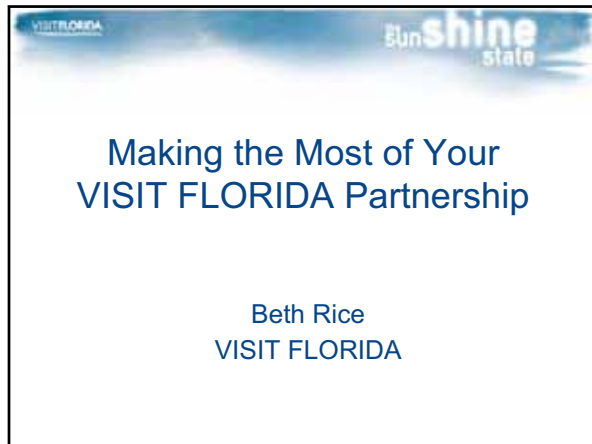 VISITFLORIDA
sunshine
state
Making the Most of Your
VISIT FLORIDA Partnership
Beth Rice
VISIT FLORIDA